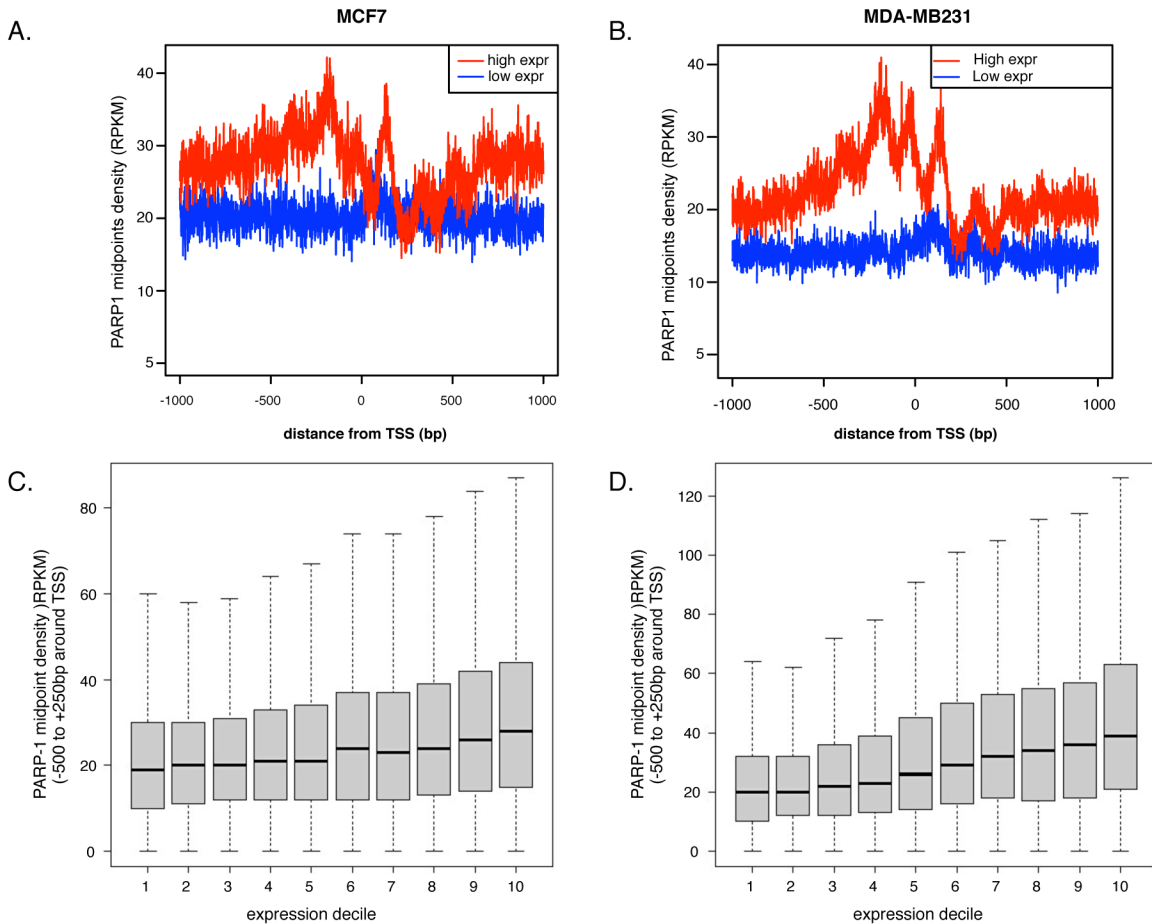 MCF7
A.
high expr
low expr
40
30
20
10
5
PARP1 midpoints density (RPKM)
-1000
-500
0
500
1000
distance from TSS (bp)
MDA-MB231
B.
High expr
Low expr
40
30
20
10
5
PARP1 midpoints density (RPKM)
-1000
-500
0
500
1000
distance from TSS (bp)
C.
80
60
40
20
0
PARP-1 midpoint density )RPKM)
(-500 to +250bp around TSS)
1 2 3 4 5 6 7 8 9 10
expression decile
D.
120
100
80
60
40
20
0
PARP-1 midpoint density )RPKM)
(-500 to +250bp around TSS)
1 2 3 4 5 6 7 8 9 10
expression decile